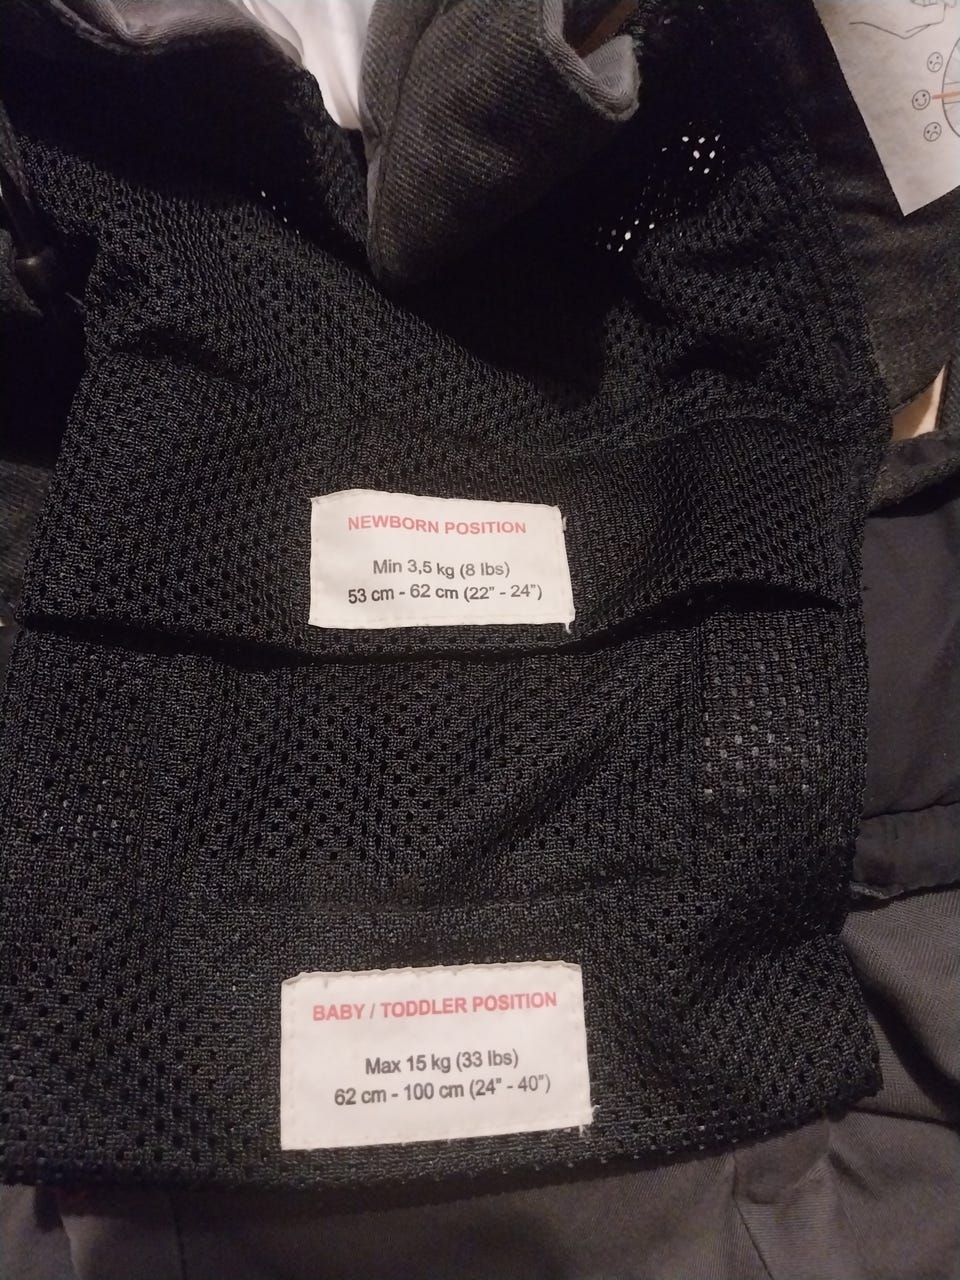 NEWBORN POSITION
Min 3,5 kg (8 lbs)
53 cm - 62 cm (22” - 24”)
BABY / TODDLER POSITION
Max 15 kg (33 lbs)
62 cm - 100 cm (24” - 40”)